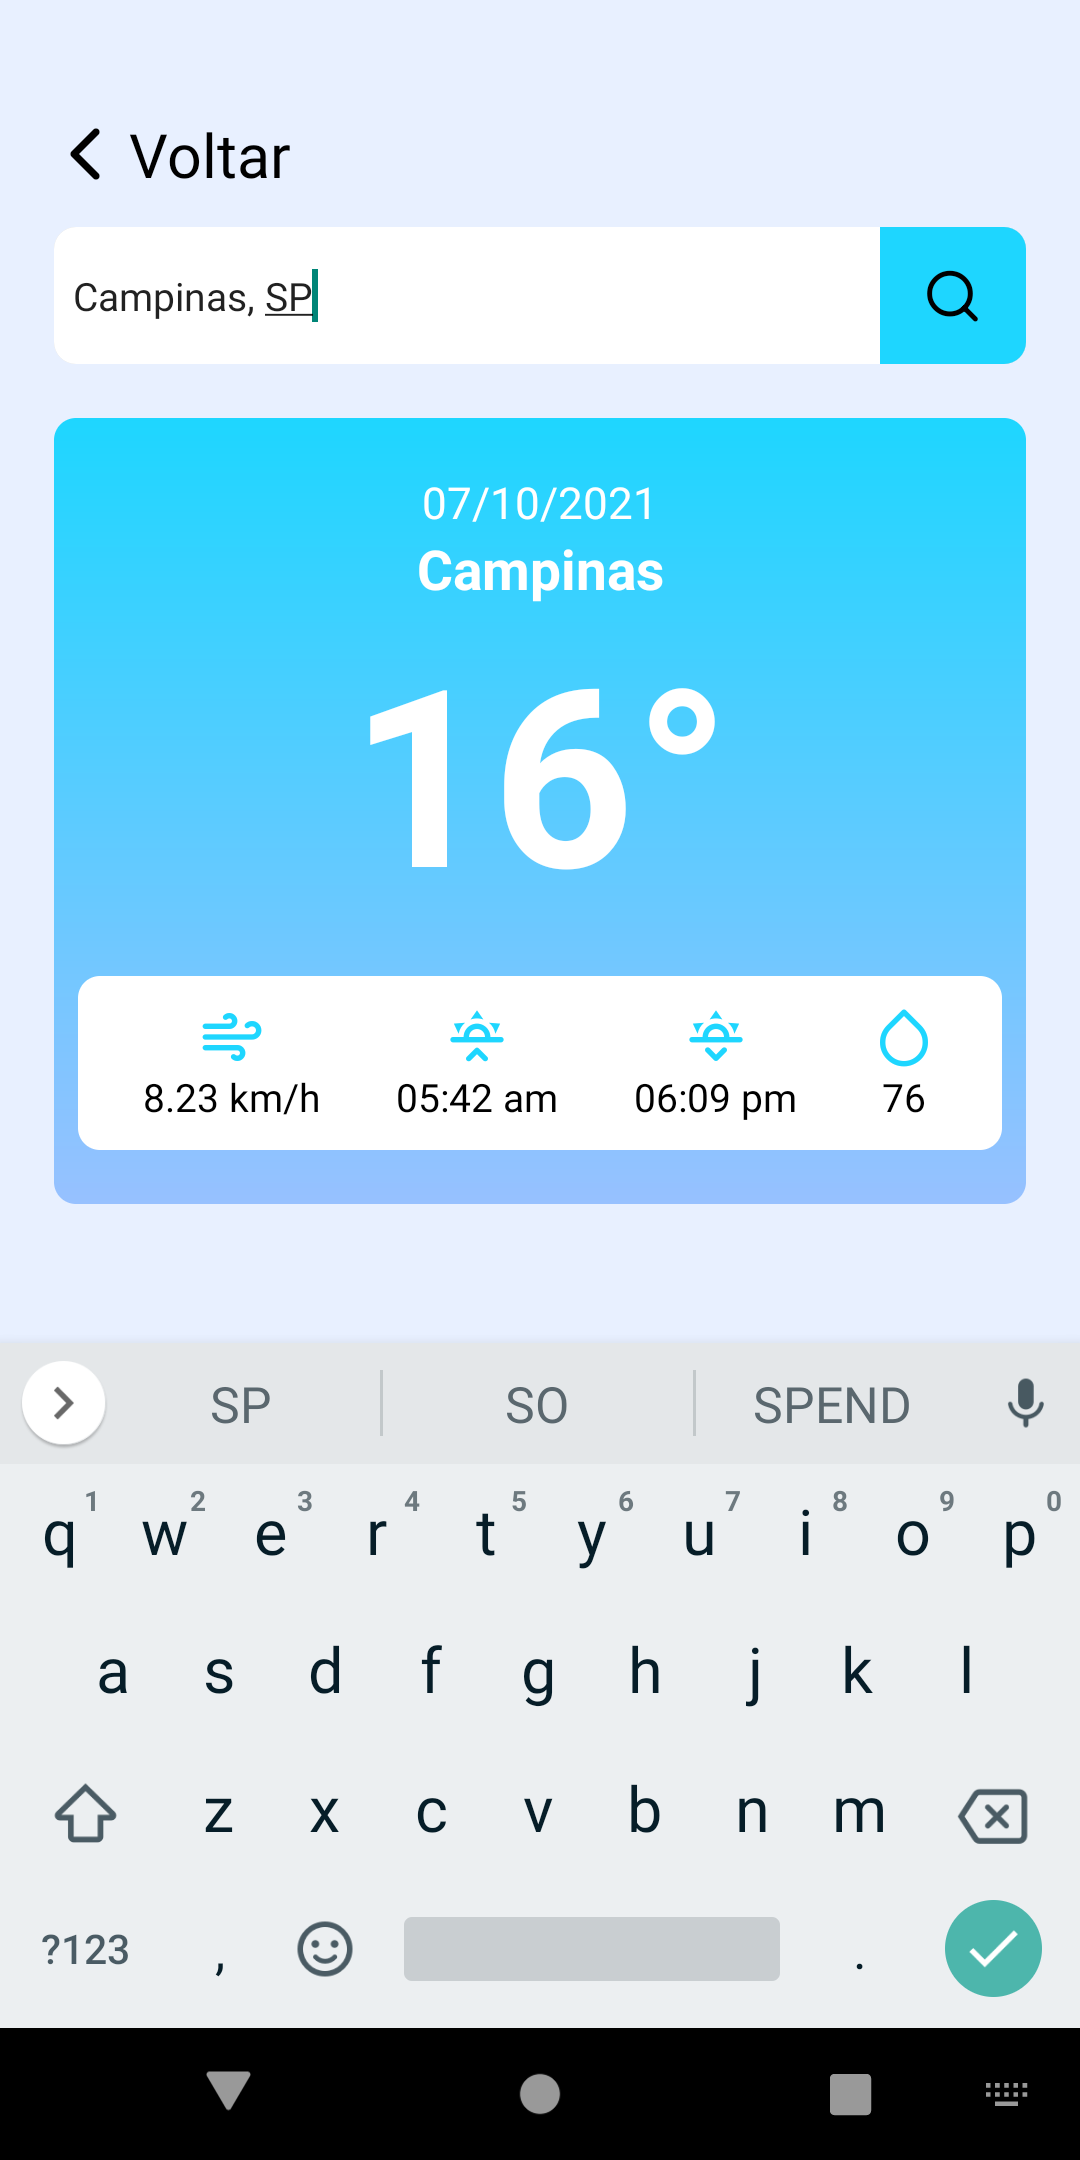 Voltar
Campinas, SP
07/10/2021
Campinas
16°
8.23 km/h 05:42 am 06:09 pm 76
SP SO SPEND
q 1 w 2 e 3 r 4 t 5 y 6 u 7 i 8 o 9 p 0
a s d f g h j k l
z x c v b n m
?123 , .